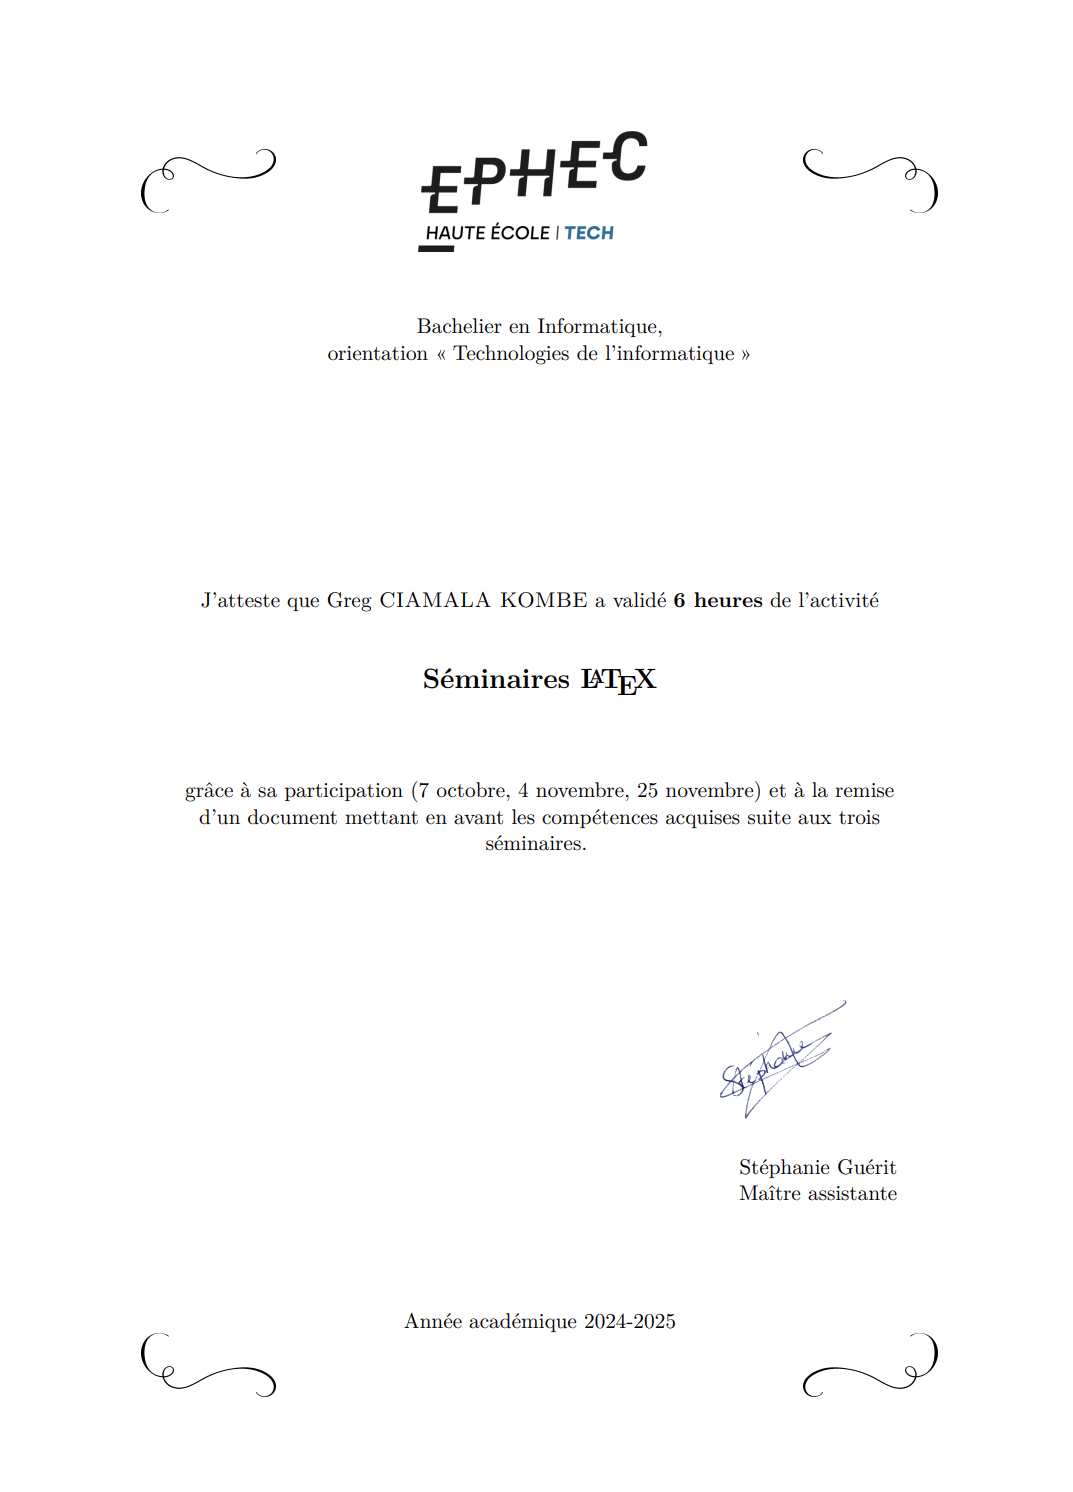 EPHEC
HAUTE ÉCOLE | TECH
Bachelier en Informatique,
orientation « Technologies de l'informatique »
J'atteste que Greg CIAMALA KOMBE a validé 6 heures de l'activité
Séminaires LATEX
grâce à sa participation (7 octobre, 4 novembre, 25 novembre) et à la remise
d'un document mettant en avant les compétences acquises suite aux trois
séminaires.
Stéphanie
Stéphanie Guérit
Maître assistante
Année académique 2024-2025